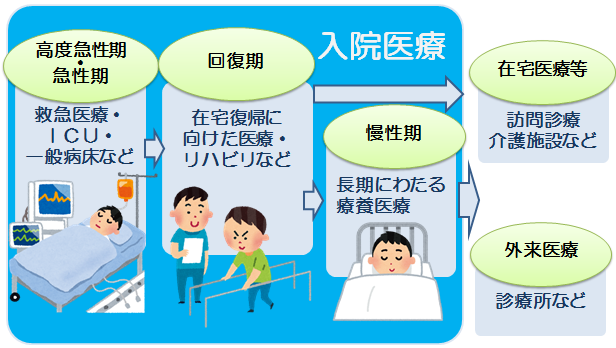 入院医療
高度急性期
・
急性期
救急医療・
ＩＣＵ・
一般病床など
回復期
在宅復帰に
向けた医療・
リハビリなど
慢性期
長期にわたる
療養医療
在宅医療等
訪問診療
介護施設など
外来医療
診療所など